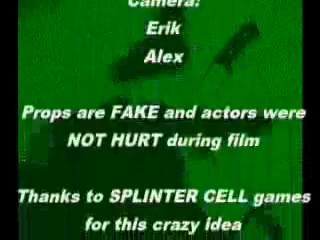 Camera:
Erik
Alex
Props are FAKE and actors were
NOT HURT during film
Thanks to SPLINTER CELL games
for this crazy idea